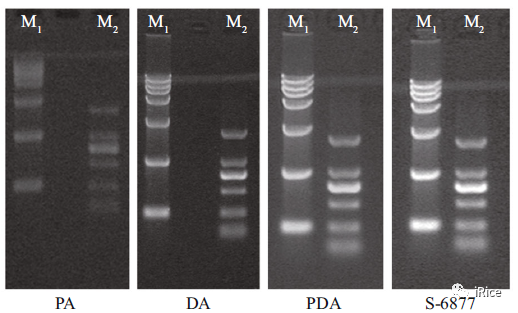 M₁ M₂ M₁ M₂ M₁ M₂ M₁ M₂
PA DA PDA S-6877
iRice